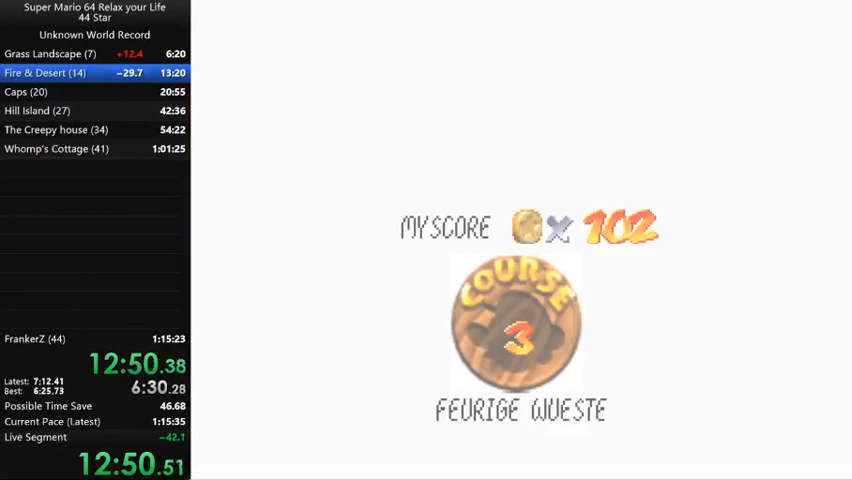 Super Mario 64 Relax your Life
44 Star
Unknown World Record
Grass Landscape (7) +12.4 6:20
Fire & Desert (14) −29.7 13:20
Caps (20) 20:55
Hill Island (27) 42:36
The Creepy house (34) 54:22
Whomp's Cottage (41) 1:01:25
FrankerZ (44) 1:15:23
12:50.38
Latest: 7:12.41
Best: 6:25.73
6:30.28
Possible Time Save 46.68
Current Pace (Latest) 1:15:35
Live Segment −42.1
12:50.51
MY SCORE × 102
COURSE
3
FEURIGE WUESTE